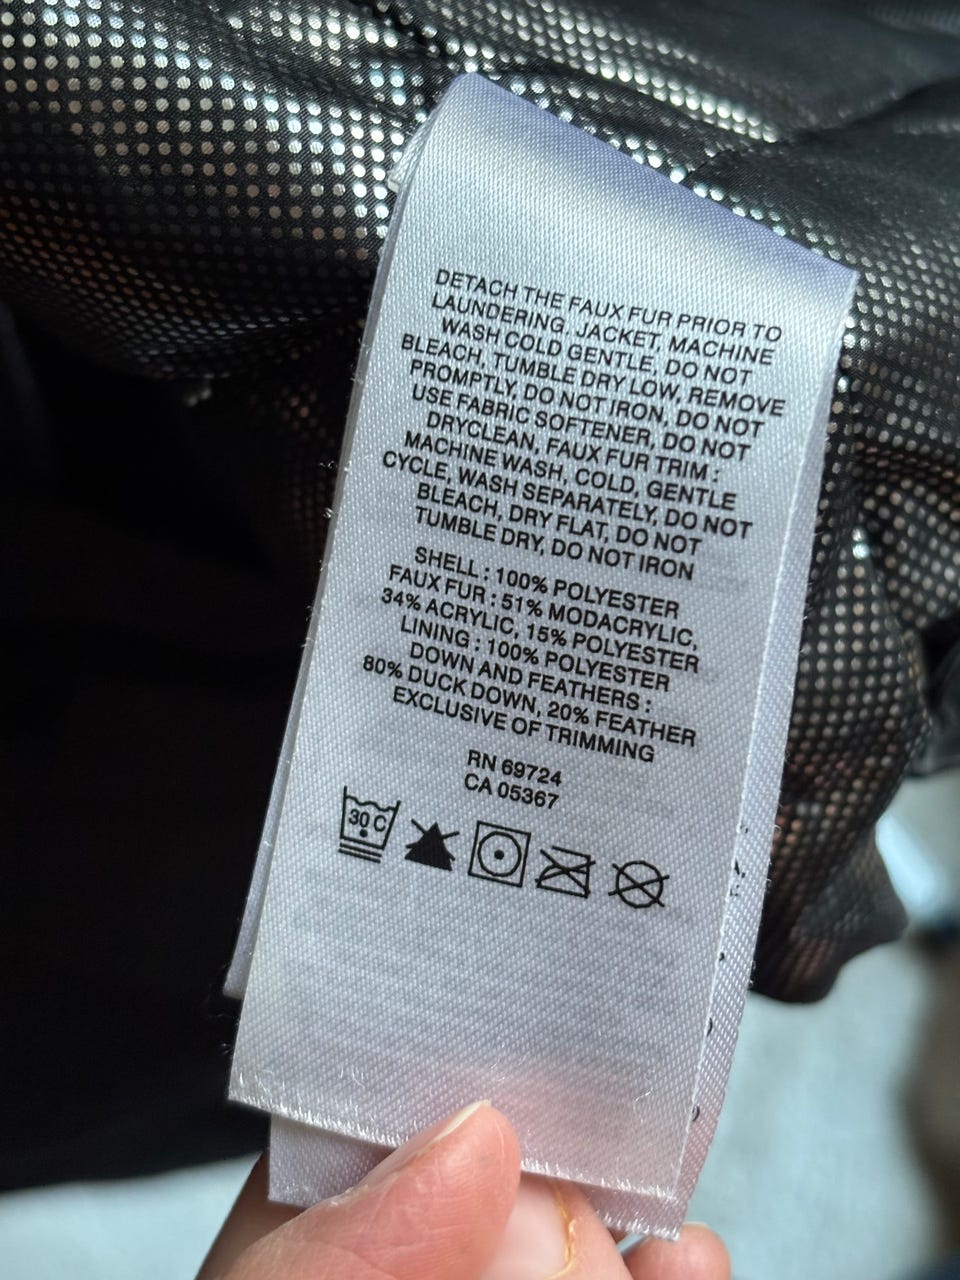 DETACH THE FAUX FUR PRIOR TO
LAUNDERING, JACKET, MACHINE
WASH COLD GENTLE, DO NOT
BLEACH, TUMBLE DRY LOW, REMOVE
PROMPTLY, DO NOT IRON, DO NOT
USE FABRIC SOFTENER, DO NOT
DRYCLEAN, FAUX FUR TRIM :
MACHINE WASH, COLD, GENTLE
CYCLE, WASH SEPARATELY, DO NOT
BLEACH, DRY FLAT, DO NOT
TUMBLE DRY, DO NOT IRON
SHELL : 100% POLYESTER
FAUX FUR : 51% MODACRYLIC,
34% ACRYLIC, 15% POLYESTER
LINING : 100% POLYESTER
DOWN AND FEATHERS :
80% DUCK DOWN, 20% FEATHER
EXCLUSIVE OF TRIMMING
RN 69724
CA 05367
30 C